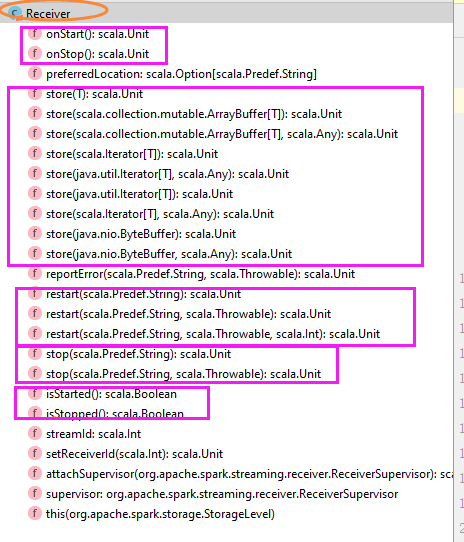 Receiver
onStart(): scala.Unit
onStop(): scala.Unit
preferredLocation: scala.Option[scala.Predef.String]
store(T): scala.Unit
store(scala.collection.mutable.ArrayBuffer[T]): scala.Unit
store(scala.collection.mutable.ArrayBuffer[T], scala.Any): scala.Unit
store(scala.Iterator[T]): scala.Unit
store(java.util.Iterator[T], scala.Any): scala.Unit
store(java.util.Iterator[T]): scala.Unit
store(scala.Iterator[T], scala.Any): scala.Unit
store(java.nio.ByteBuffer): scala.Unit
store(java.nio.ByteBuffer, scala.Any): scala.Unit
reportError(scala.Predef.String, scala.Throwable): scala.Unit
restart(scala.Predef.String): scala.Unit
restart(scala.Predef.String, scala.Throwable): scala.Unit
restart(scala.Predef.String, scala.Throwable, scala.Int): scala.Unit
stop(scala.Predef.String): scala.Unit
stop(scala.Predef.String, scala.Throwable): scala.Unit
isStarted(): scala.Boolean
isStopped(): scala.Boolean
streamId: scala.Int
setReceiverId(scala.Int): scala.Unit
attachSupervisor(org.apache.spark.streaming.receiver.ReceiverSupervisor): sc
supervisor: org.apache.spark.streaming.receiver.ReceiverSupervisor
this(org.apache.spark.storage.StorageLevel)